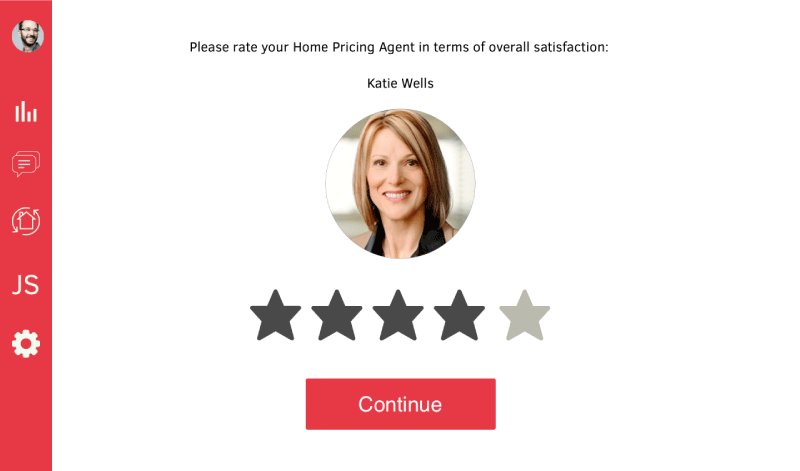 Please rate your Home Pricing Agent in terms of overall satisfaction:
Katie Wells
JS
Continue